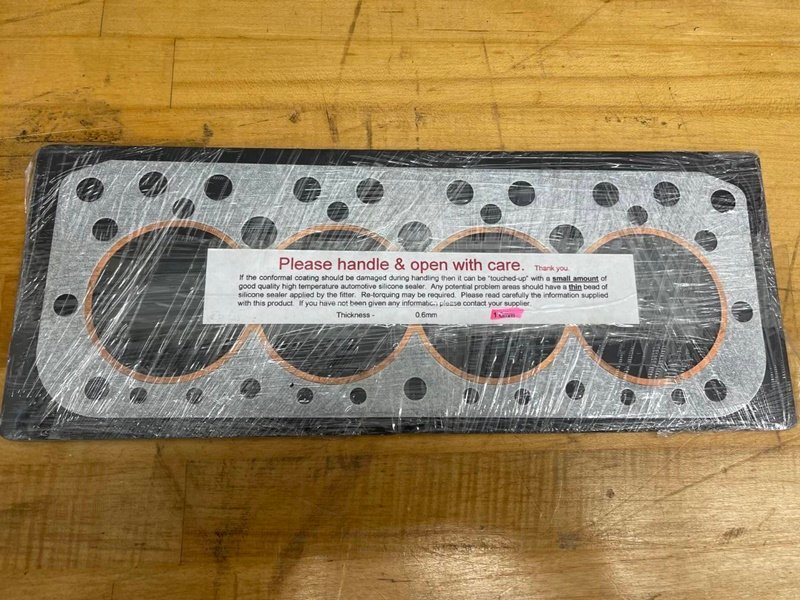 Please handle & open with care. Thank you.
If the conformal coating should be damaged during handling then it can be "touched-up" with a small amount of
good quality high temperature automotive silicone sealer. Any potential problem areas should have a thin bead of
silicone sealer applied by the fitter. Re-torquing may be required. Please read carefully the information supplied
with this product. If you have not been given any information please contact your supplier.
Thickness - 0.6mm